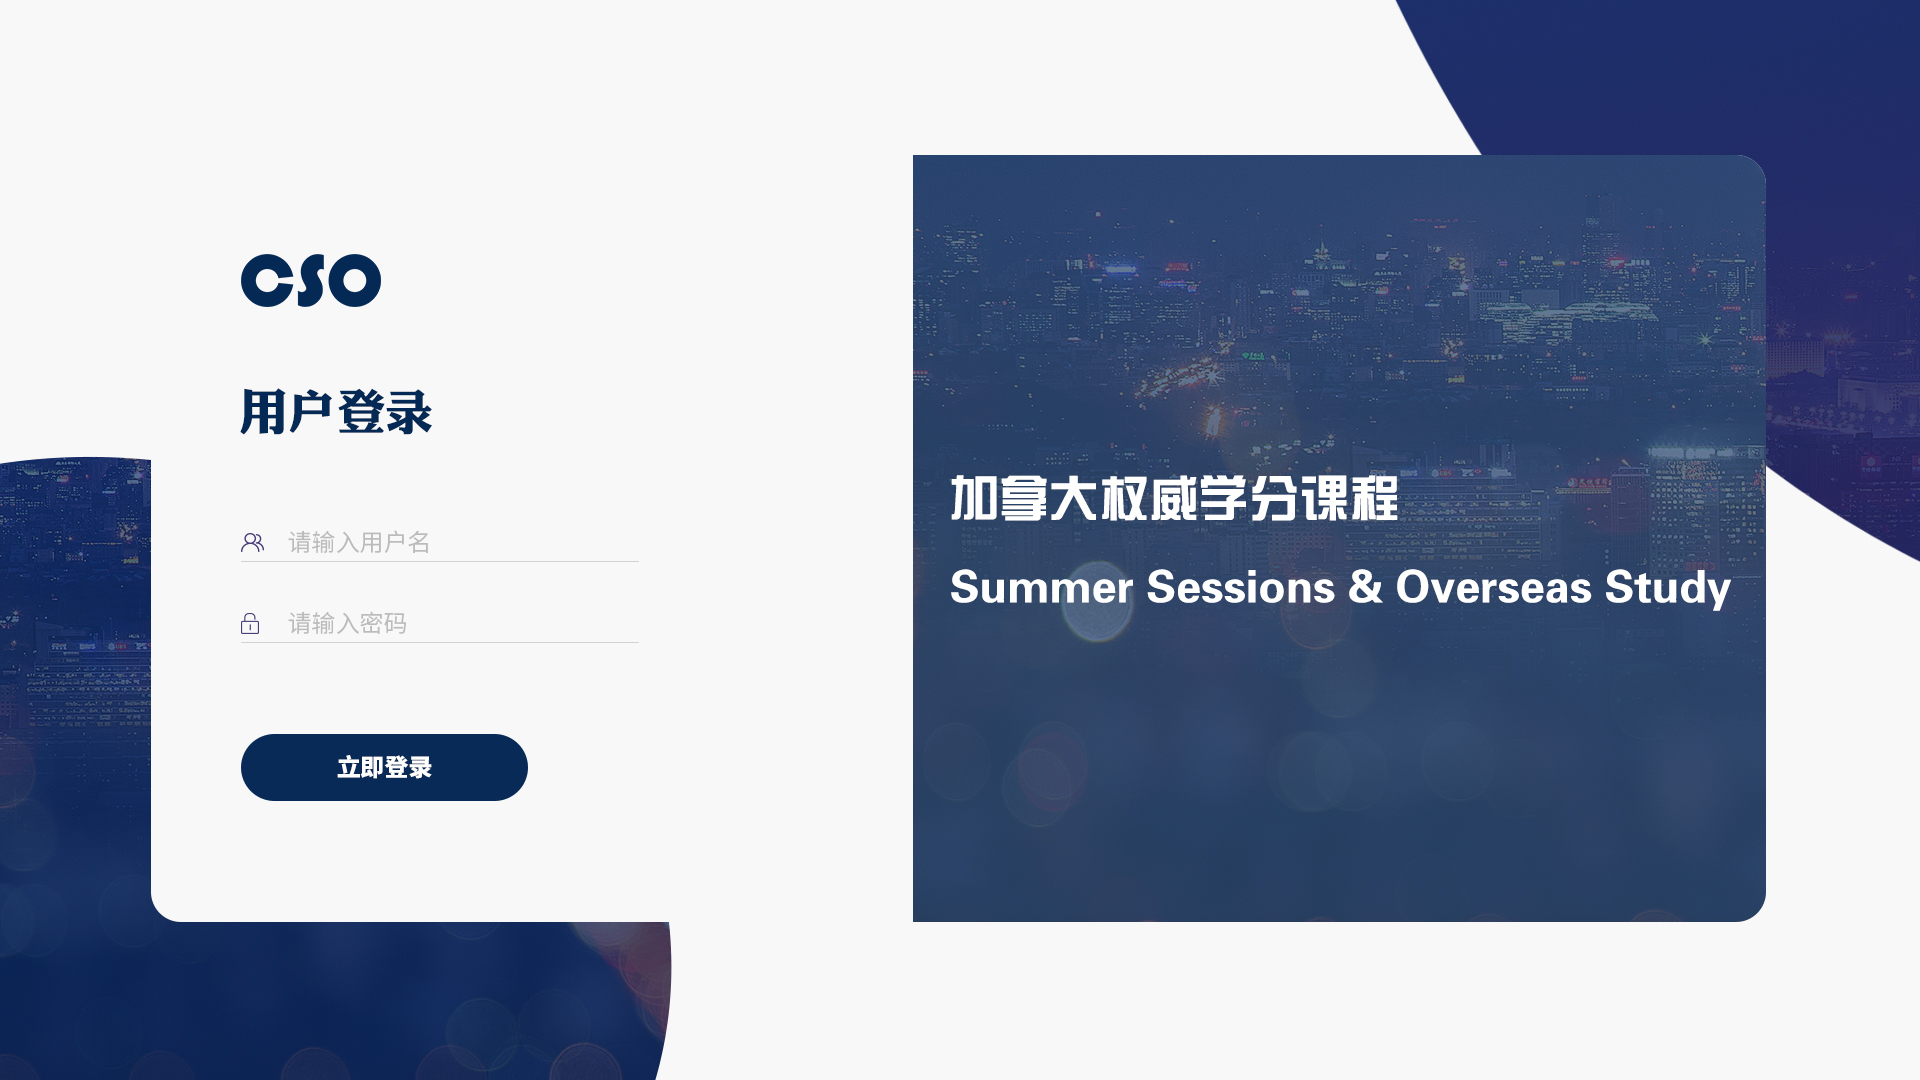 CSO
用户登录
请输入用户名
请输入密码
立即登录
加拿大权威学分课程
Summer Sessions & Overseas Study